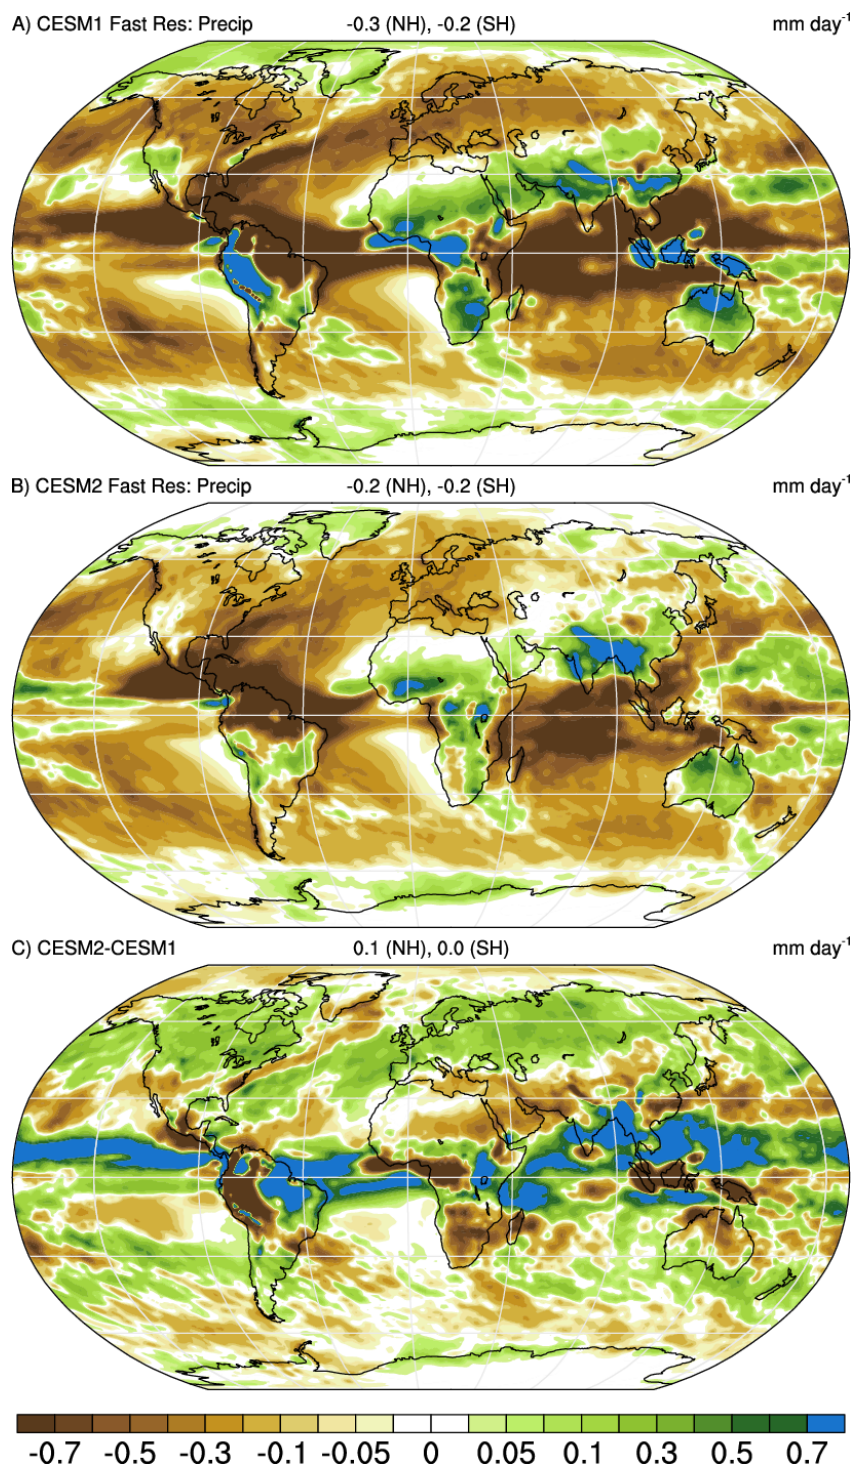 A) CESM1 Fast Res: Precip -0.3 (NH), -0.2 (SH) mm day⁻¹
B) CESM2 Fast Res: Precip -0.2 (NH), -0.2 (SH) mm day⁻¹
C) CESM2-CESM1 0.1 (NH), 0.0 (SH) mm day⁻¹
-0.7 -0.5 -0.3 -0.1 -0.05 0 0.05 0.1 0.3 0.5 0.7